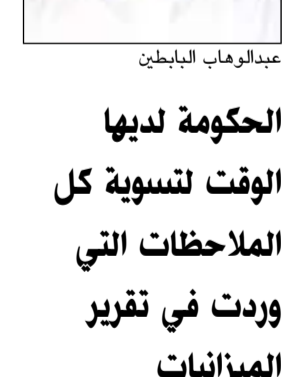 عبدالوهاب البابطين
الحكومة لديها
الوقت لتسوية كل
الملاحظات التي
وردت في تقرير
الميزانيات